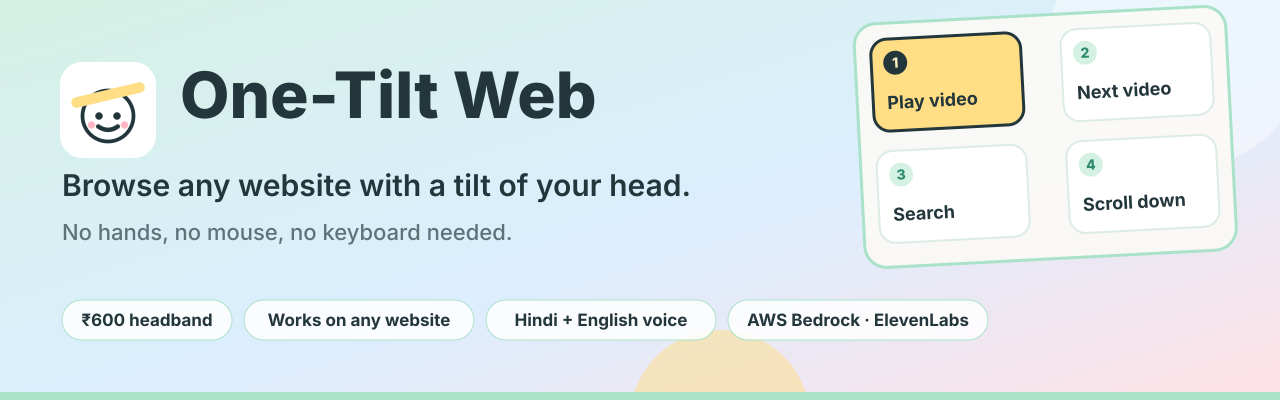 One-Tilt Web
Browse any website with a tilt of your head.
No hands, no mouse, no keyboard needed.
₹600 headband
Works on any website
Hindi + English voice
AWS Bedrock · ElevenLabs
1
Play video
2
Next video
3
Search
4
Scroll down